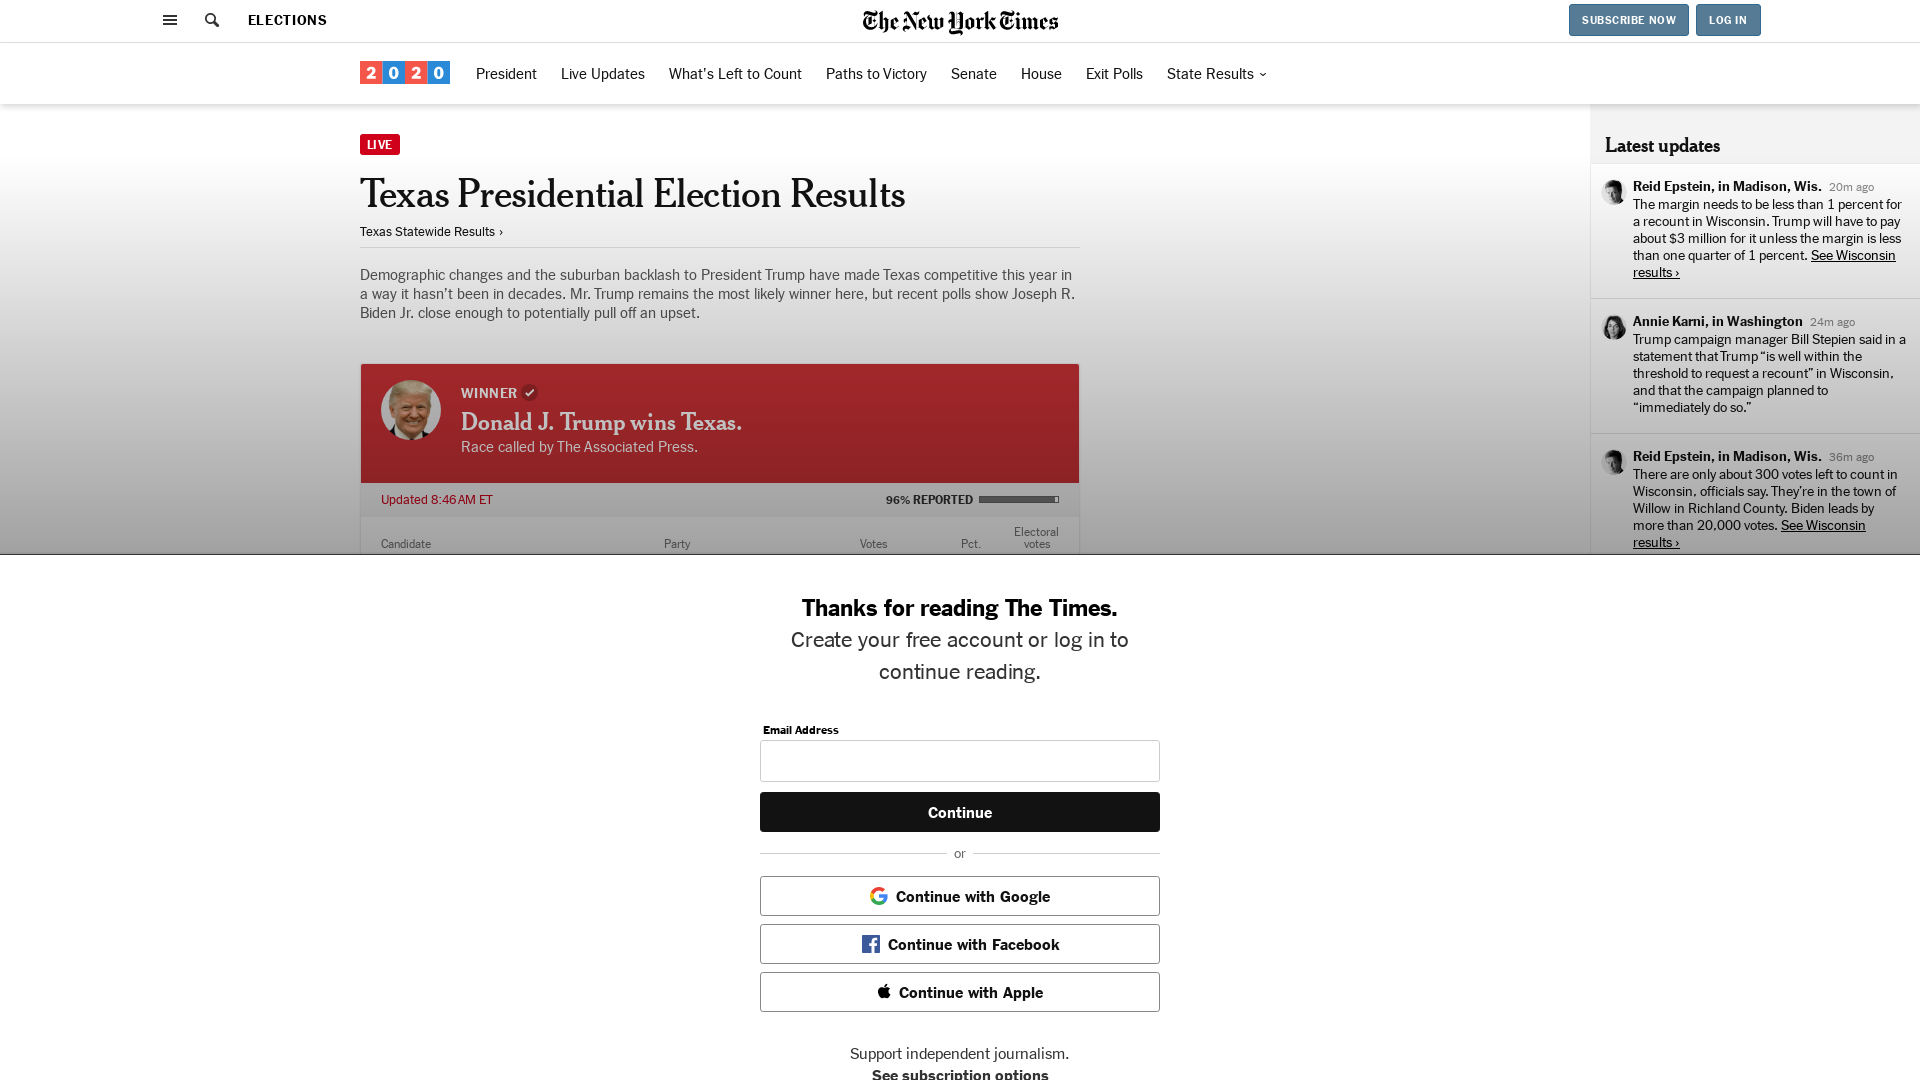 ELECTIONS
The New York Times
SUBSCRIBE NOW
LOG IN
2020
President
Live Updates
What's Left to Count
Paths to Victory
Senate
House
Exit Polls
State Results
LIVE
Texas Presidential Election Results
Texas Statewide Results ›
Demographic changes and the suburban backlash to President Trump have made Texas competitive this year in
a way it hasn't been in decades. Mr. Trump remains the most likely winner here, but recent polls show Joseph R.
Biden Jr. close enough to potentially pull off an upset.
WINNER
Donald J. Trump wins Texas.
Race called by The Associated Press.
Updated 8:46 AM ET
96% REPORTED
Candidate
Party
Votes
Pct.
Electoral
votes
Latest updates
Reid Epstein, in Madison, Wis. 20m ago
The margin needs to be less than 1 percent for
a recount in Wisconsin. Trump will have to pay
about $3 million for it unless the margin is less
than one quarter of 1 percent. See Wisconsin
results ›
Annie Karni, in Washington 24m ago
Trump campaign manager Bill Stepien said in a
statement that Trump “is well within the
threshold to request a recount” in Wisconsin,
and that the campaign planned to
“immediately do so.”
Reid Epstein, in Madison, Wis. 36m ago
There are only about 300 votes left to count in
Wisconsin, officials say. They're in the town of
Willow in Richland County. Biden leads by
more than 20,000 votes. See Wisconsin
results ›
Thanks for reading The Times.
Create your free account or log in to
continue reading.
Email Address
Continue
or
Continue with Google
Continue with Facebook
Continue with Apple
Support independent journalism.
See subscription options